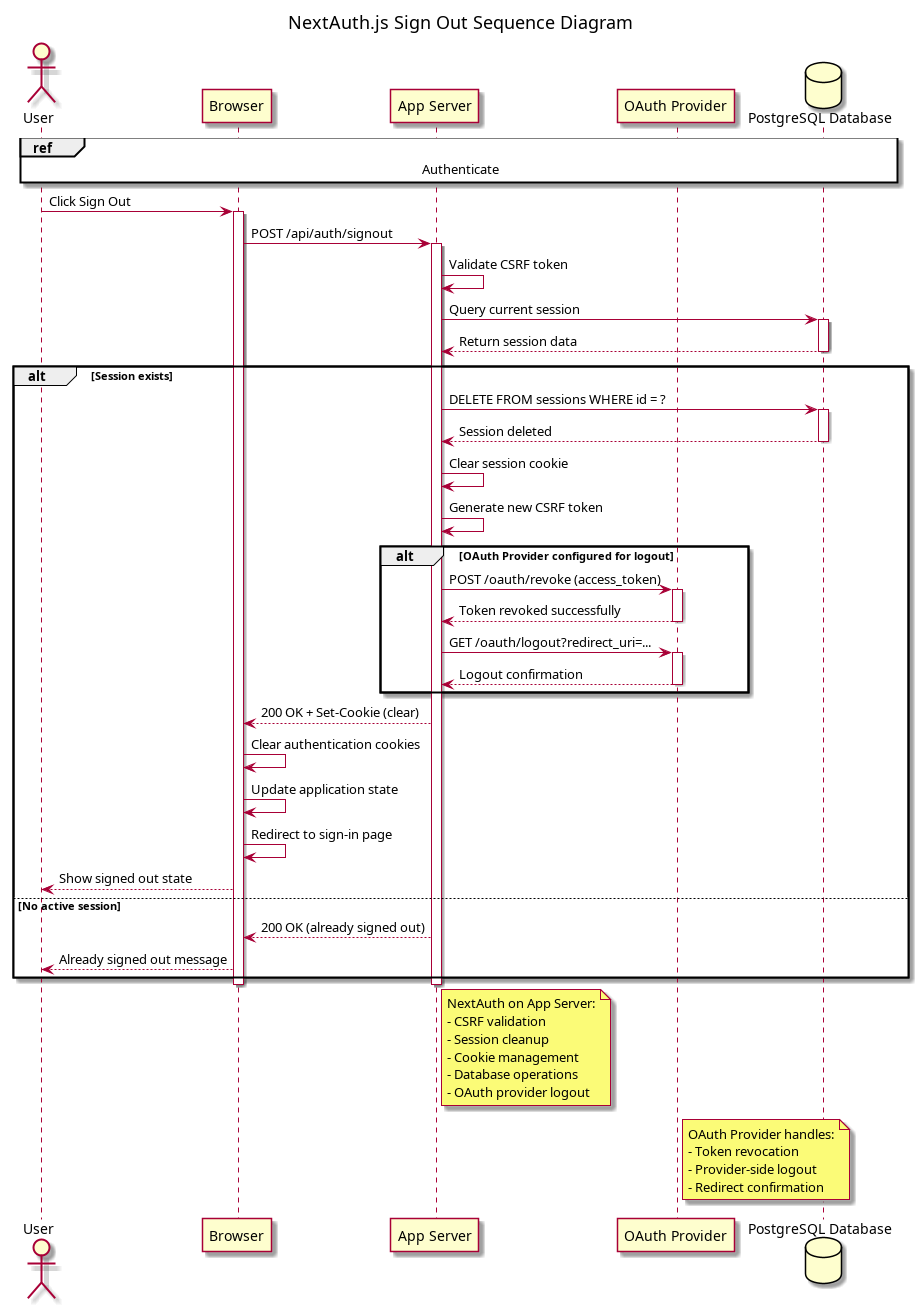 NextAuth.js Sign Out Sequence Diagram
User
Browser
App Server
OAuth Provider
PostgreSQL Database
ref
Authenticate
Click Sign Out
POST /api/auth/signout
Validate CSRF token
Query current session
Return session data
alt
[Session exists]
DELETE FROM sessions WHERE id = ?
Session deleted
Clear session cookie
Generate new CSRF token
alt
[OAuth Provider configured for logout]
POST /oauth/revoke (access_token)
Token revoked successfully
GET /oauth/logout?redirect_uri=...
Logout confirmation
200 OK + Set-Cookie (clear)
Clear authentication cookies
Update application state
Redirect to sign-in page
Show signed out state
[No active session]
200 OK (already signed out)
Already signed out message
NextAuth on App Server:
- CSRF validation
- Session cleanup
- Cookie management
- Database operations
- OAuth provider logout
OAuth Provider handles:
- Token revocation
- Provider-side logout
- Redirect confirmation
User
Browser
App Server
OAuth Provider
PostgreSQL Database